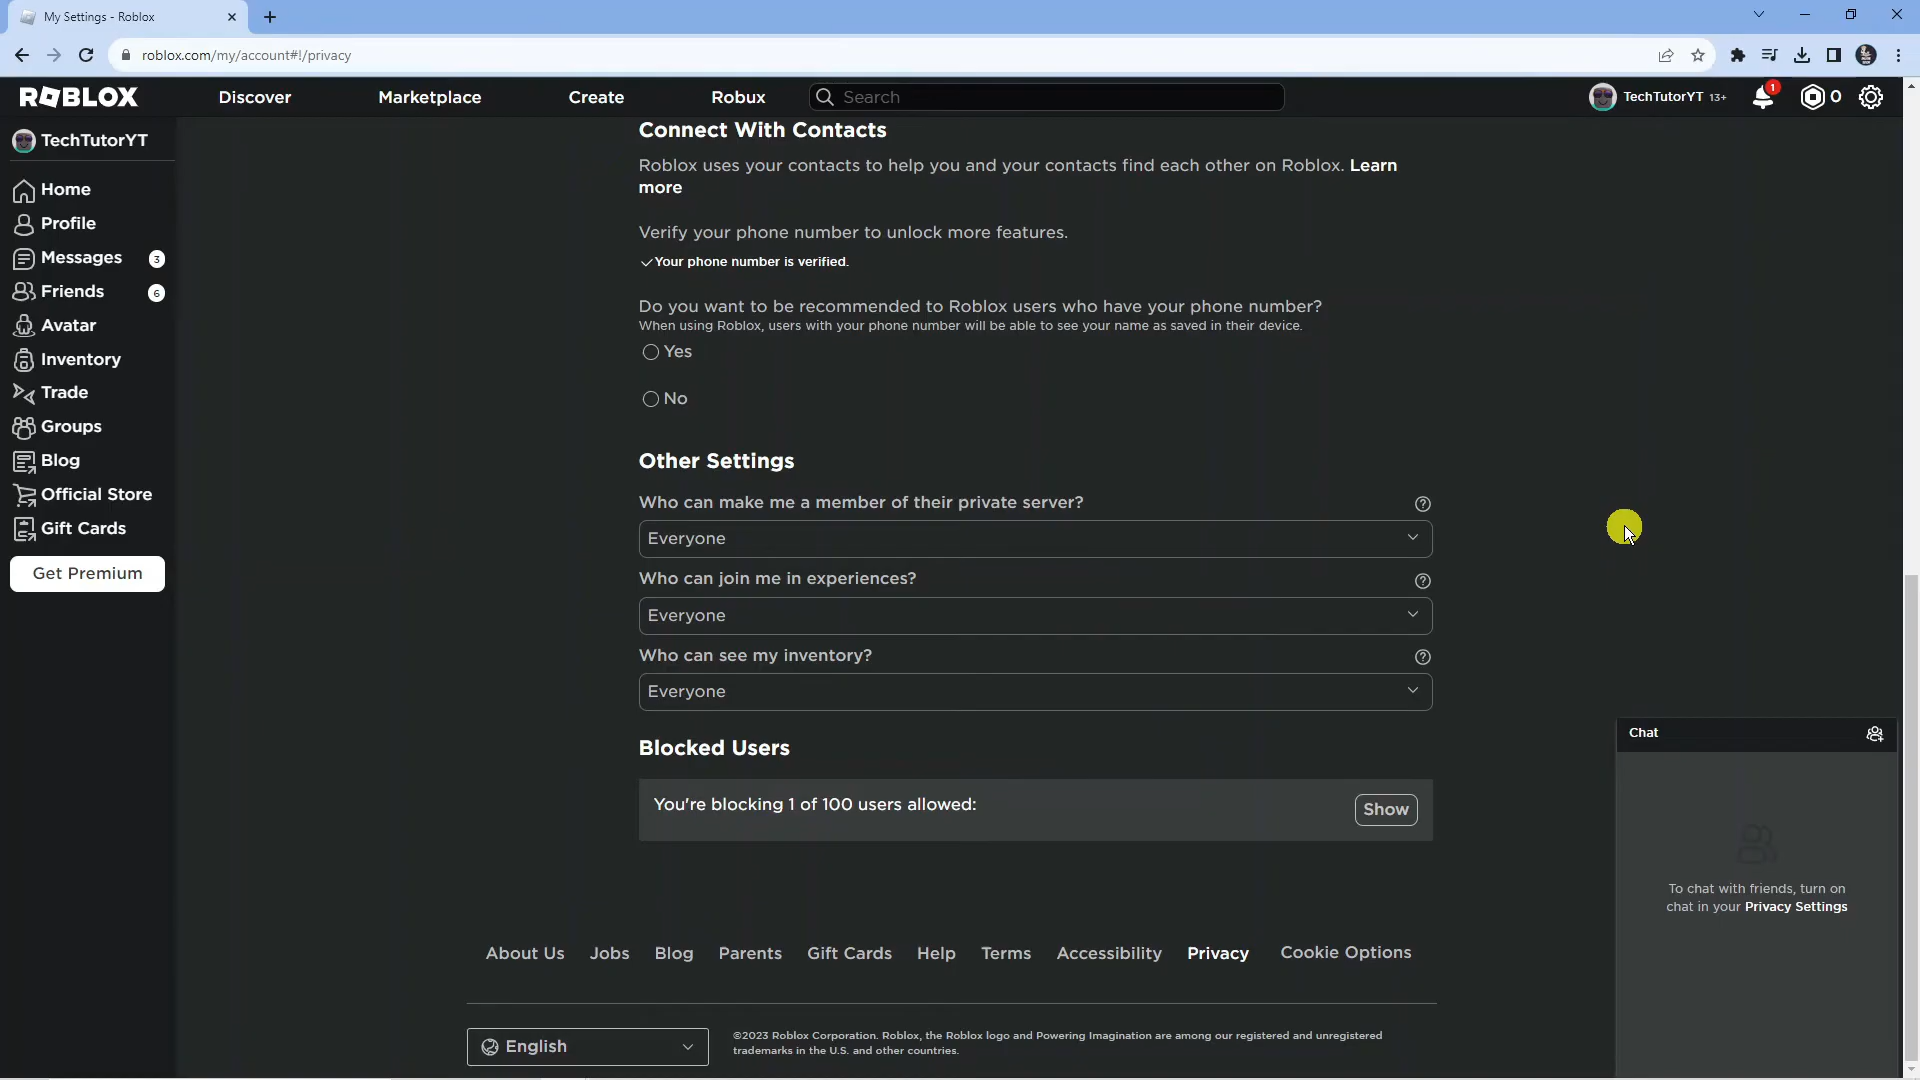 My Settings - Roblox
roblox.com/my/account#!/privacy
ROBLOX
Discover
Marketplace
Create
Robux
Search
TechTutorYT 13+
1
0
TechTutorYT
Home
Profile
Messages 3
Friends 6
Avatar
Inventory
Trade
Groups
Blog
Official Store
Gift Cards
Get Premium
Connect With Contacts
Roblox uses your contacts to help you and your contacts find each other on Roblox. Learn
more
Verify your phone number to unlock more features.
Your phone number is verified.
Do you want to be recommended to Roblox users who have your phone number?
When using Roblox, users with your phone number will be able to see your name as saved in their device.
Yes
No
Other Settings
Who can make me a member of their private server?
Everyone
Who can join me in experiences?
Everyone
Who can see my inventory?
Everyone
Blocked Users
You're blocking 1 of 100 users allowed:
Show
Chat
To chat with friends, turn on
chat in your Privacy Settings
About Us
Jobs
Blog
Parents
Gift Cards
Help
Terms
Accessibility
Privacy
Cookie Options
English
©2023 Roblox Corporation. Roblox, the Roblox logo and Powering Imagination are among our registered and unregistered
trademarks in the U.S. and other countries.